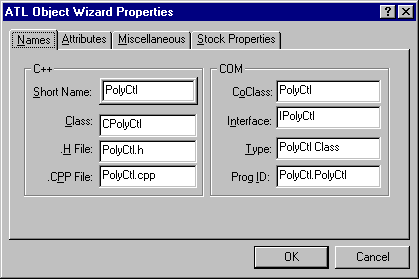 ATL Object Wizard Properties
Names Attributes Miscellaneous Stock Properties
C++
Short Name: PolyCtl
Class: CPolyCtl
.H File: PolyCtl.h
.CPP File: PolyCtl.cpp
COM
CoClass: PolyCtl
Interface: IPolyCtl
Type: PolyCtl Class
Prog ID: PolyCtl.PolyCtl
OK Cancel